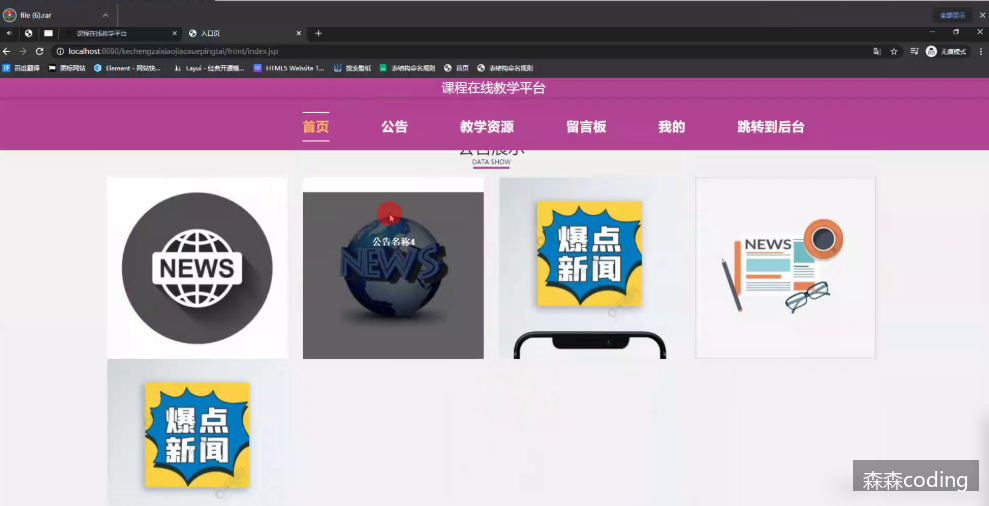 file (6).rar
全部显示
课程在线教学平台
入口页
localhost:8080/kechengzaixiaojiaoxuepingtai/front/index.jsp
无痕模式
百度翻译
图标网站
Element - 网站快...
Layui - 经典开源模...
HTML5 Website T...
搜索壁纸
表结构命名规则
首页
表结构命名规则
课程在线教学平台
首页
公告
教学资源
留言板
我的
跳转到后台
公告展示
DATA SHOW
NEWS
公告名称4
NEWS
爆点
新闻
NEWS
爆点
新闻
森森coding